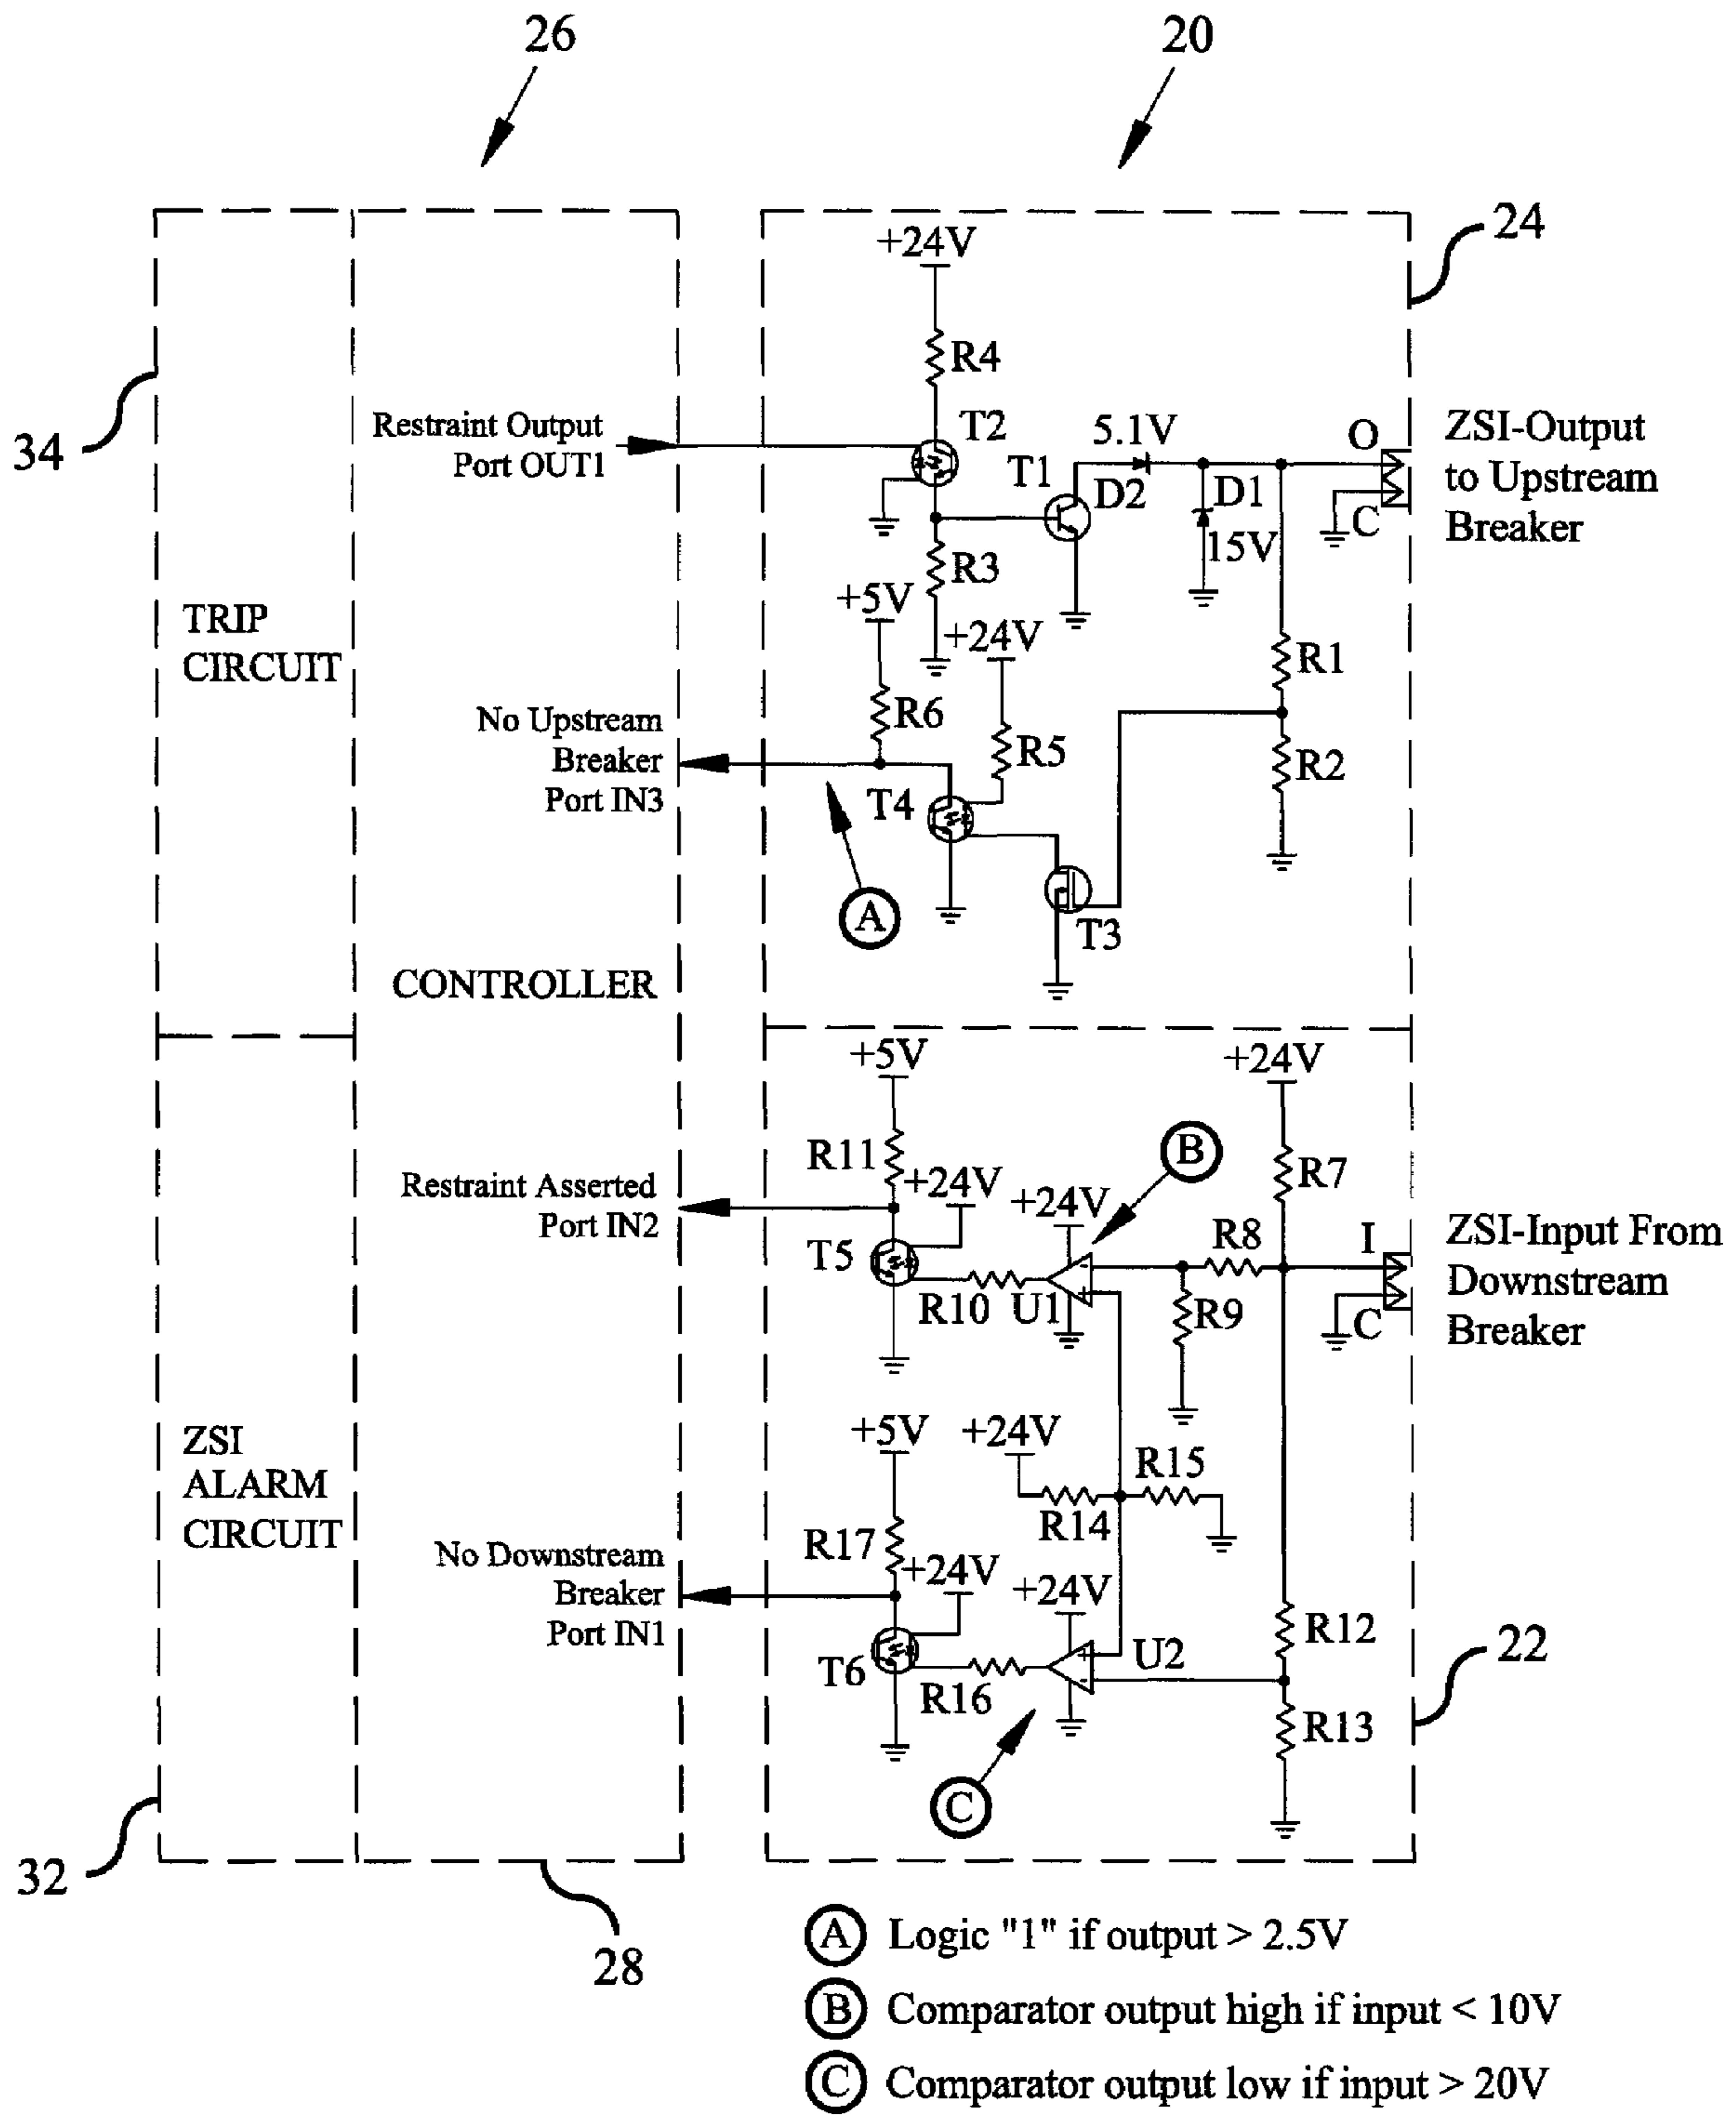 26
20
24
+24V
R4
T2
Restraint Output
Port OUT1
34
5.1V
T1
D2
D1
15V
O
C
ZSI-Output
to Upstream
Breaker
R3
+5V
+24V
TRIP
CIRCUIT
R1
R6
R5
R2
No Upstream
Breaker
Port IN3
T4
A
T3
CONTROLLER
+5V
+24V
R11
B
R7
+24V
+24V
Restraint Asserted
Port IN2
R8
I
C
ZSI-Input From
Downstream
Breaker
T5
-
+
R10
U1
R9
+5V
+24V
R15
R14
ZSI
ALARM
CIRCUIT
R17
+24V
+24V
No Downstream
Breaker
Port IN1
R12
T6
+
-
U2
R16
R13
22
C
32
28
A Logic "1" if output > 2.5V
B Comparator output high if input < 10V
C Comparator output low if input > 20V